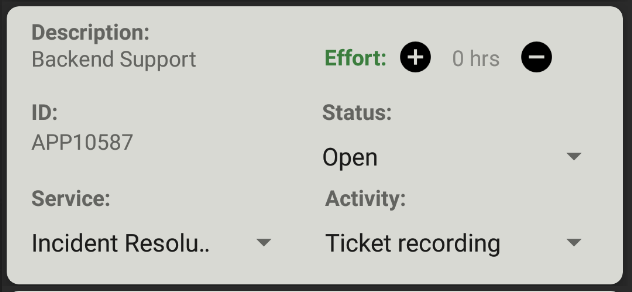 Description:
Backend Support
Effort: + 0 hrs −
ID:
APP10587
Status:
Open
Service:
Incident Resolu..
Activity:
Ticket recording